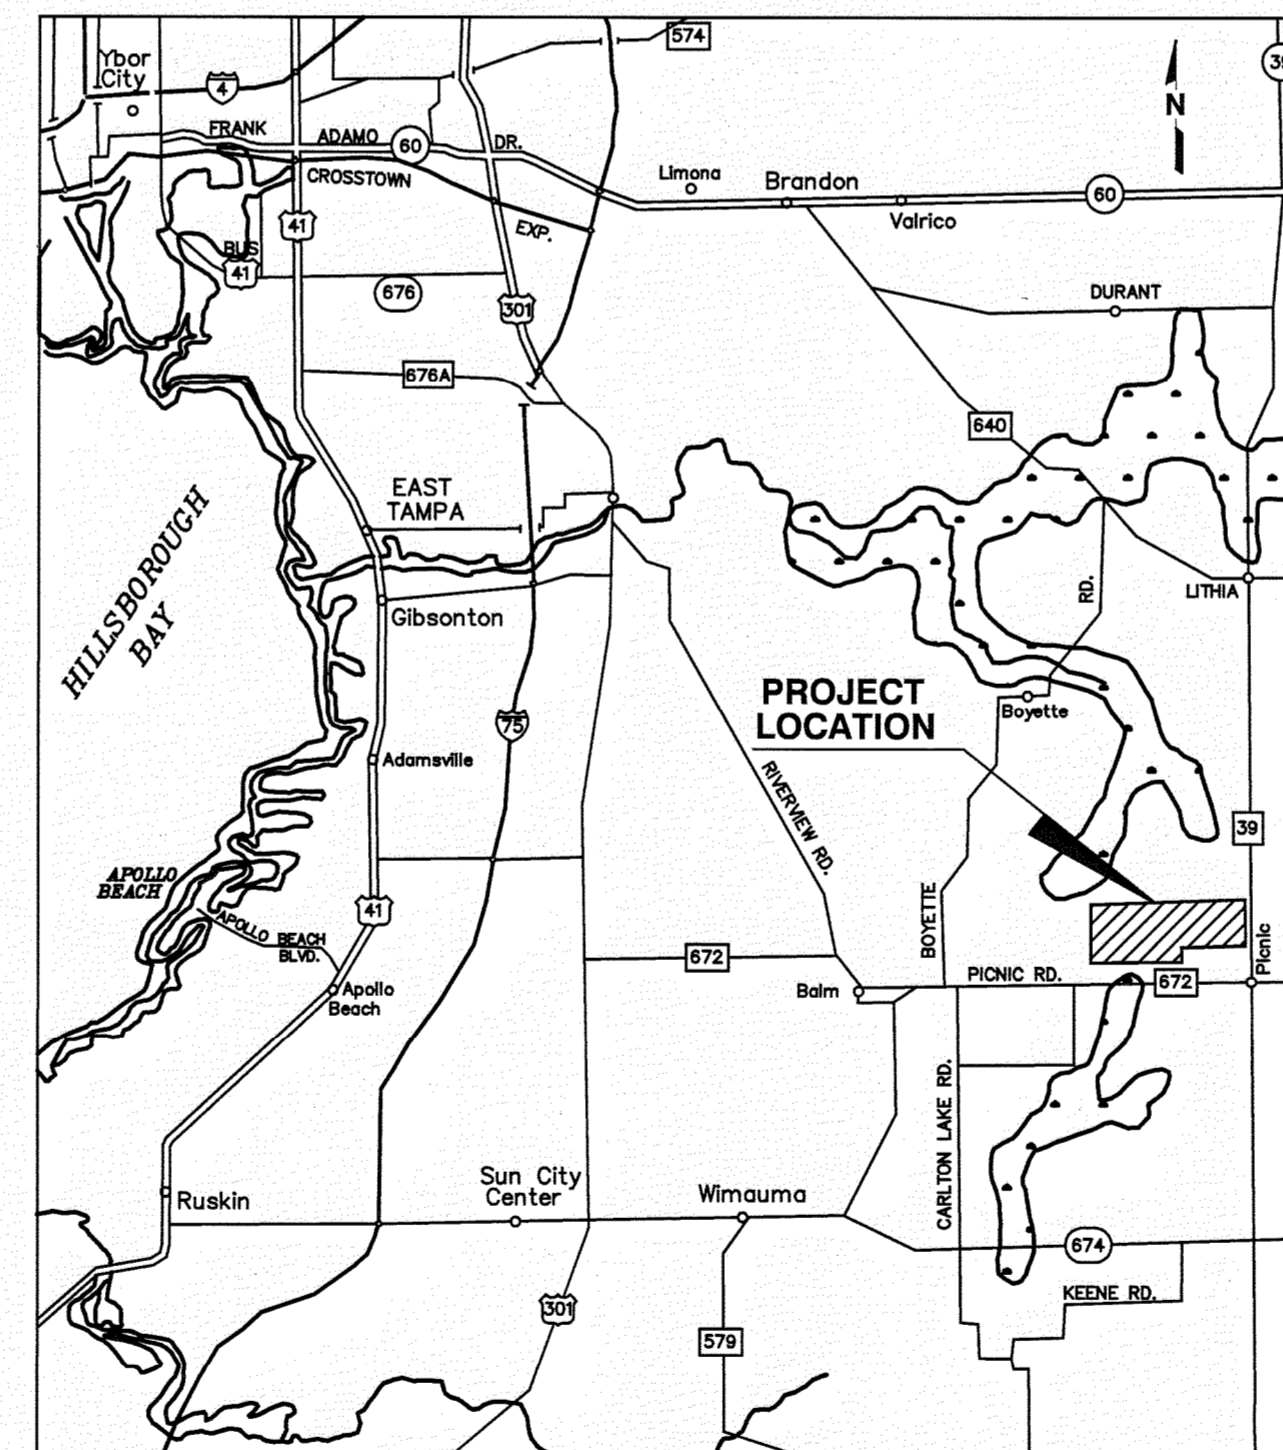 574
39
Ybor
City
4
N
FRANK
ADAMO
60
DR.
CROSSTOWN
Limona
Brandon
60
Valrico
41
EXP.
BUS
41
676
301
DURANT
676A
640
EAST
TAMPA
HILLSBOROUGH
BAY
RD.
LITHIA
Gibsonton
PROJECT
LOCATION
Boyette
75
Adamsville
RIVERVIEW RD.
39
APOLLO
BEACH
41
APOLLO BEACH
BLVD.
BOYETTE
Picnic
672
PICNIC RD.
672
Balm
Apollo
Beach
CARLTON LAKE RD.
Sun City
Center
Wimauma
Ruskin
674
KEENE RD.
301
579